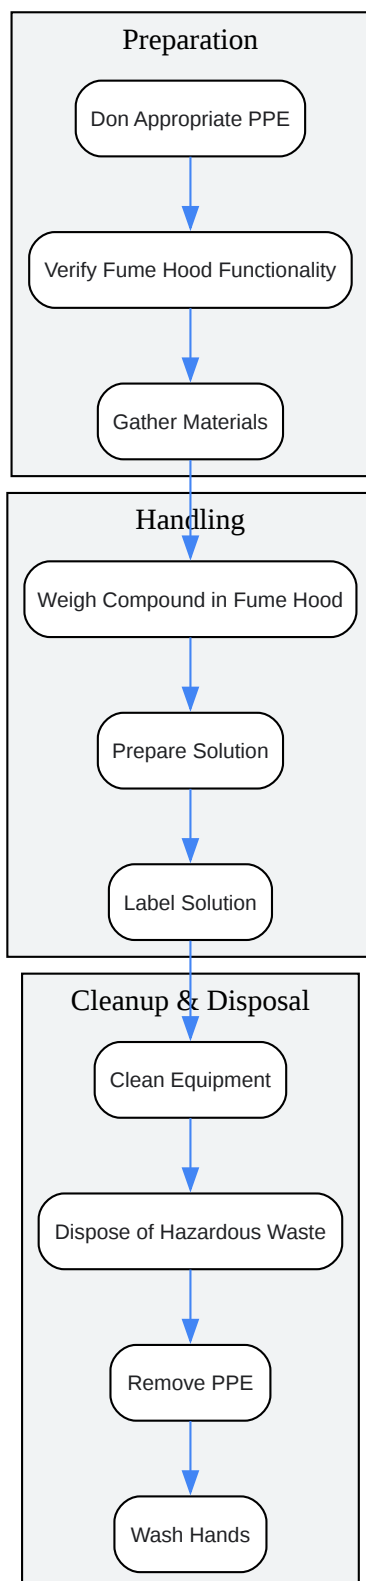 Preparation
Don Appropriate PPE
Verify Fume Hood Functionality
Gather Materials
Handling
Weigh Compound in Fume Hood
Prepare Solution
Label Solution
Cleanup & Disposal
Clean Equipment
Dispose of Hazardous Waste
Remove PPE
Wash Hands